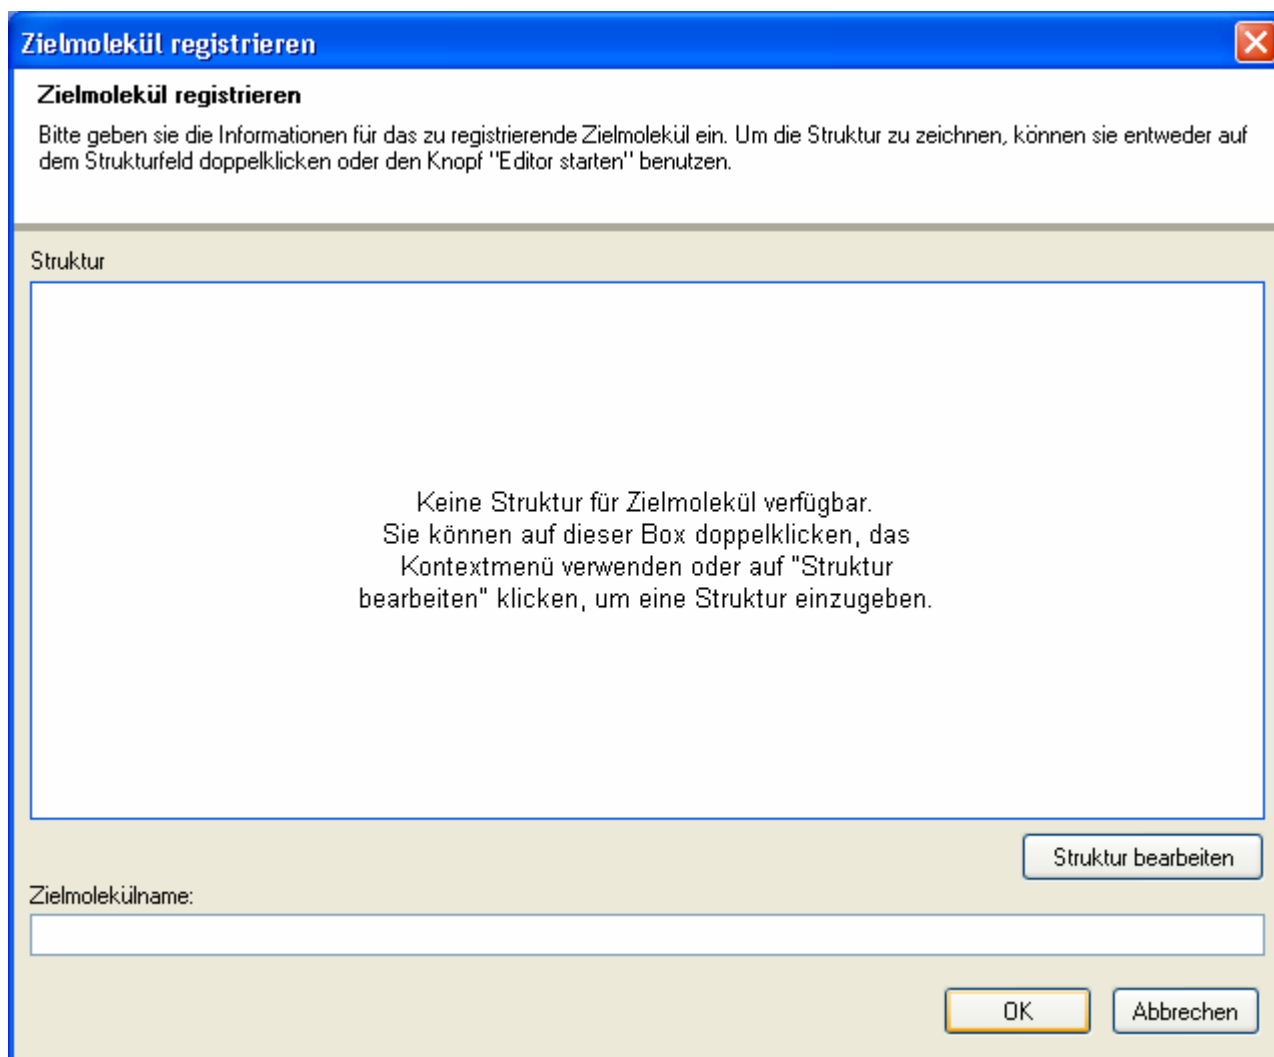 Zielmolekül registrieren
Zielmolekül registrieren
Bitte geben sie die Informationen für das zu registrierende Zielmolekül ein. Um die Struktur zu zeichnen, können sie entweder auf
dem Strukturfeld doppelklicken oder den Knopf "Editor starten" benutzen.
Struktur
Keine Struktur für Zielmolekül verfügbar.
Sie können auf dieser Box doppelklicken, das
Kontextmenü verwenden oder auf "Struktur
bearbeiten" klicken, um eine Struktur einzugeben.
Struktur bearbeiten
Zielmolekülname:
OK
Abbrechen